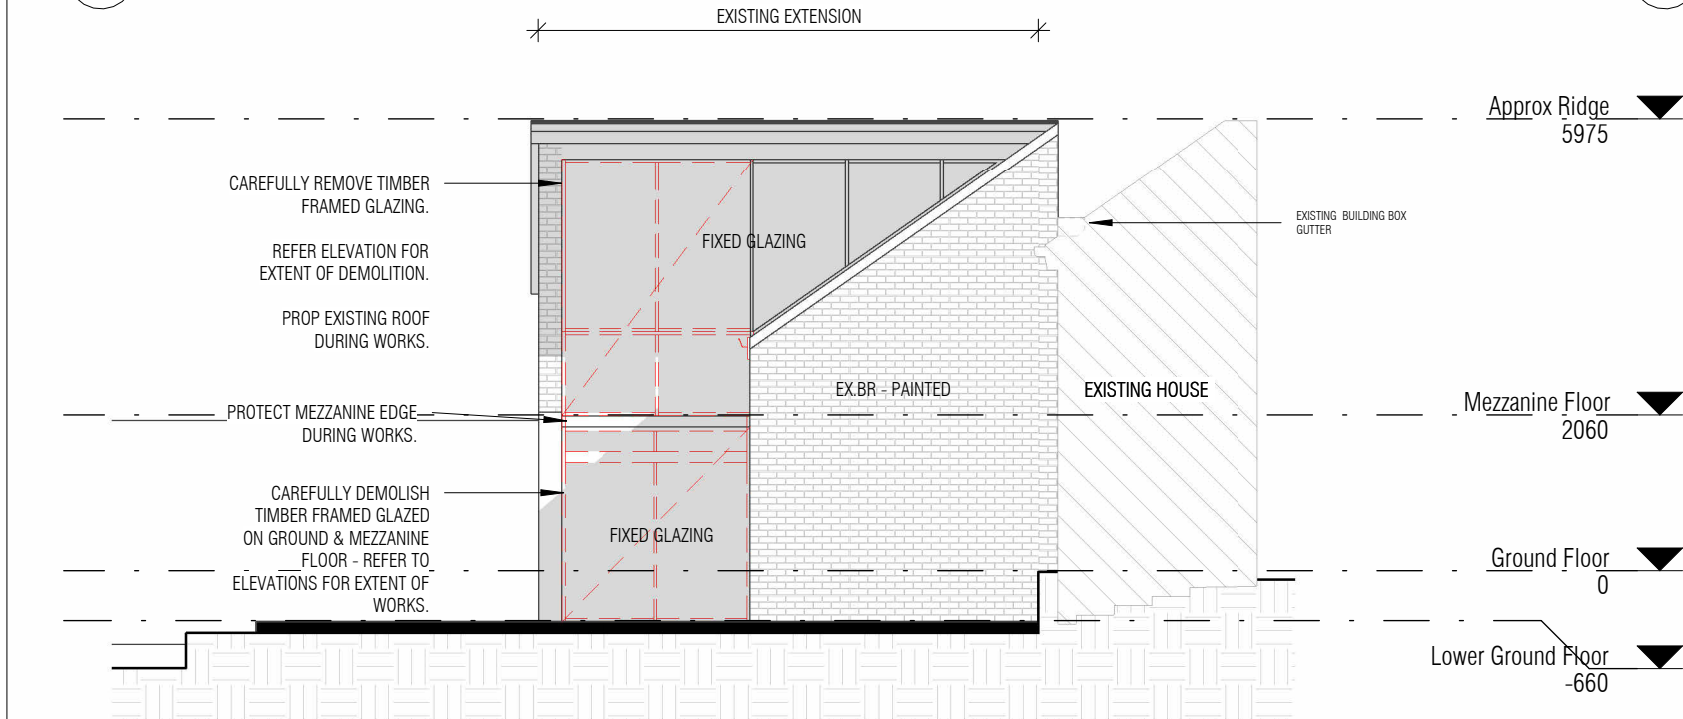 EXISTING EXTENSION
Approx Ridge
5975
CAREFULLY REMOVE TIMBER
FRAMED GLAZING.
REFER ELEVATION FOR
EXTENT OF DEMOLITION.
PROP EXISTING ROOF
DURING WORKS.
FIXED GLAZING
EXISTING BUILDING BOX
GUTTER
EX.BR - PAINTED
EXISTING HOUSE
Mezzanine Floor
2060
PROTECT MEZZANINE EDGE
DURING WORKS.
CAREFULLY DEMOLISH
TIMBER FRAMED GLAZED
ON GROUND & MEZZANINE
FLOOR - REFER TO
ELEVATIONS FOR EXTENT OF
WORKS.
FIXED GLAZING
Ground Floor
0
Lower Ground Floor
-660